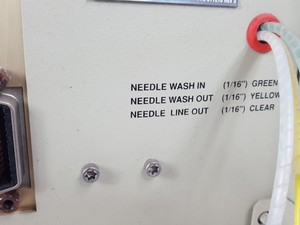 NEEDLE WASH IN (1/16") GREEN
NEEDLE WASH OUT (1/16") YELLOW
NEEDLE LINE OUT (1/16") CLEAR